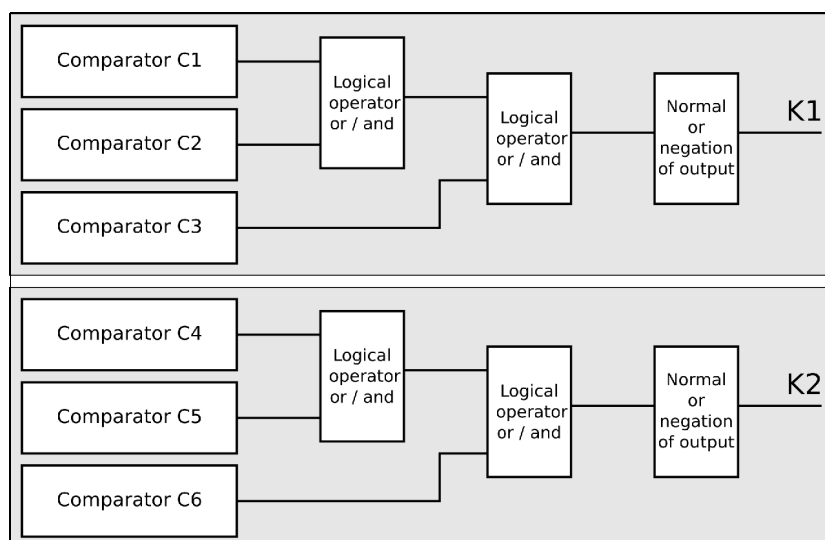 Comparator C1
Comparator C2
Comparator C3
Logical
operator
or / and
Logical
operator
or / and
Normal
or
negation
of output
K1
Comparator C4
Comparator C5
Comparator C6
Logical
operator
or / and
Logical
operator
or / and
Normal
or
negation
of output
K2